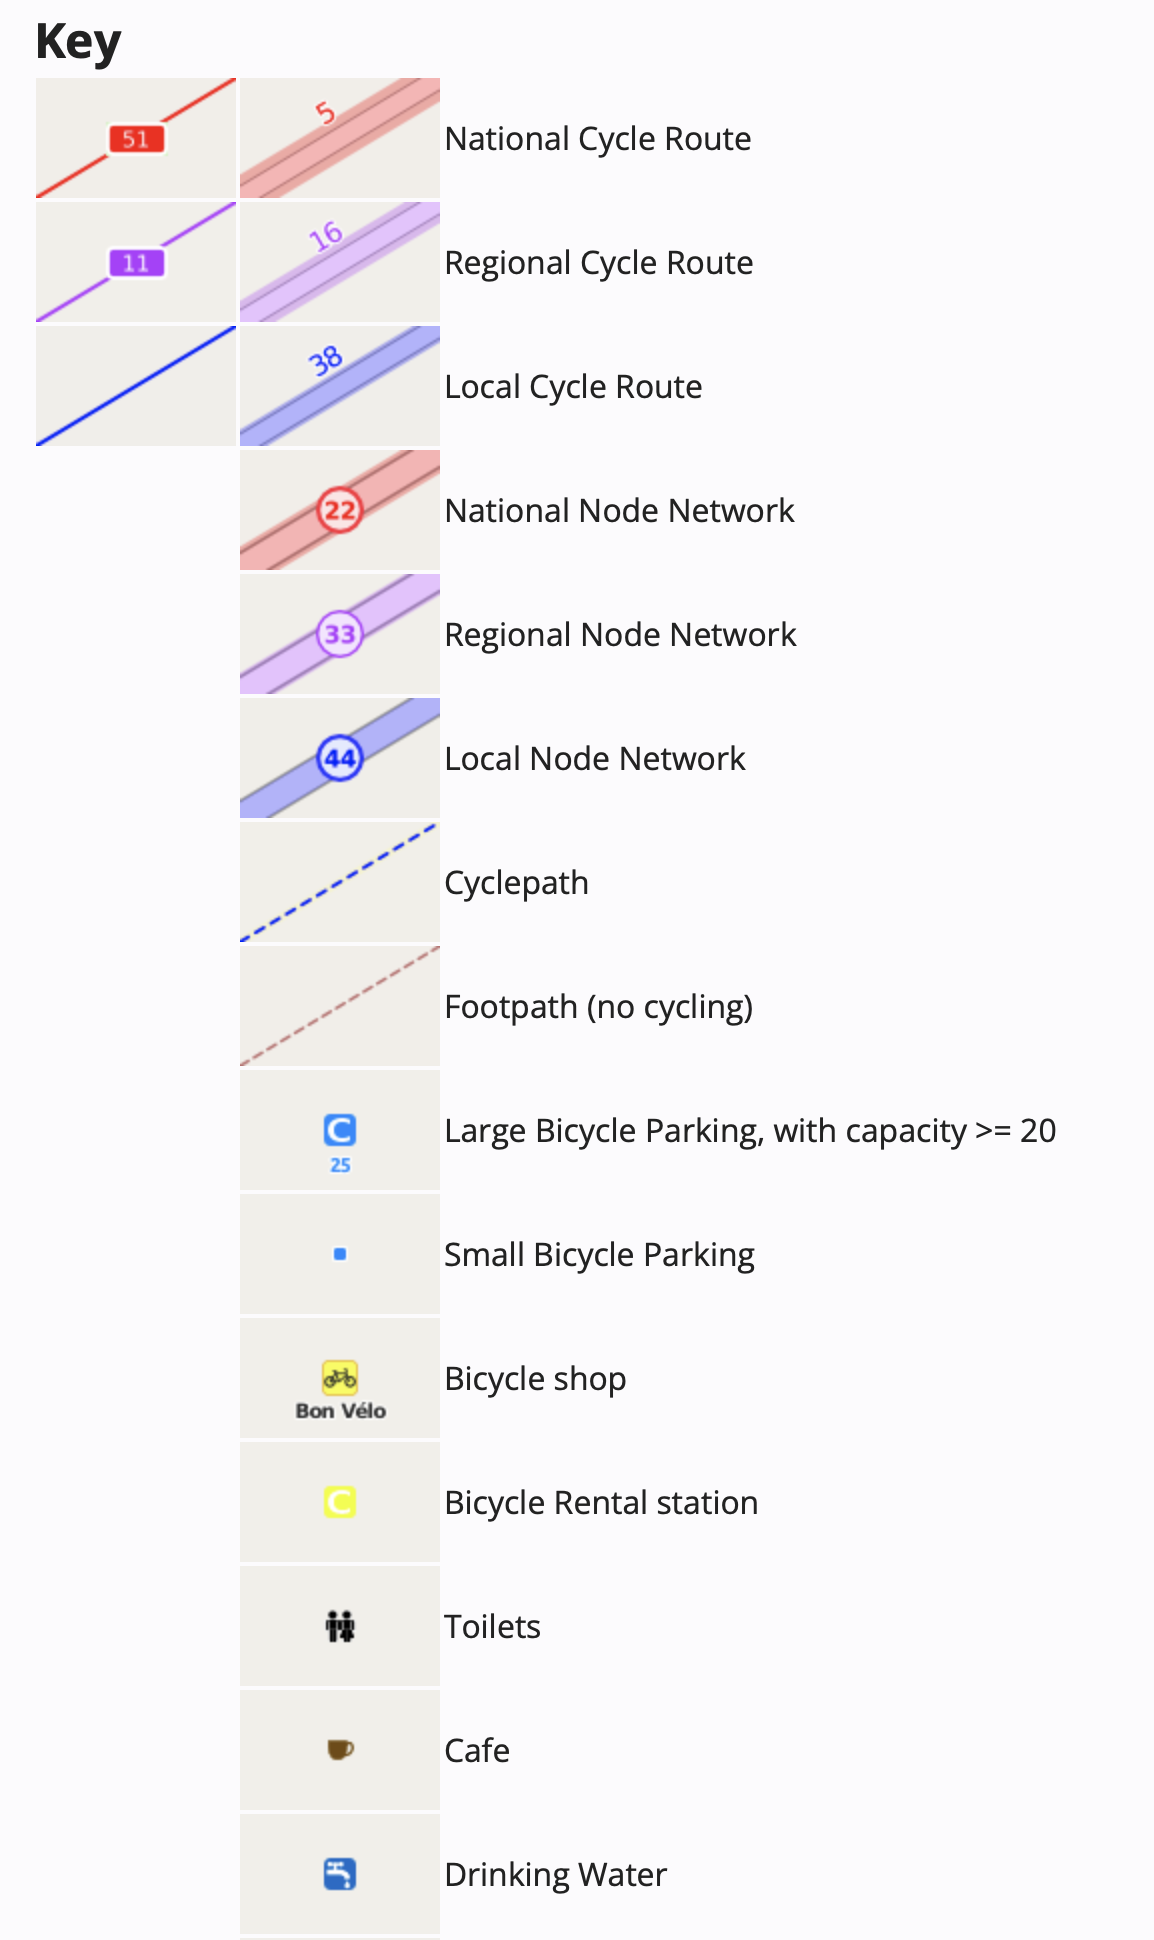 Key
51 5 National Cycle Route
11 16 Regional Cycle Route
38 Local Cycle Route
22 National Node Network
33 Regional Node Network
44 Local Node Network
Cyclepath
Footpath (no cycling)
C Large Bicycle Parking, with capacity >= 20
25
Small Bicycle Parking
Bicycle shop
Bon Vélo
C Bicycle Rental station
Toilets
Cafe
Drinking Water